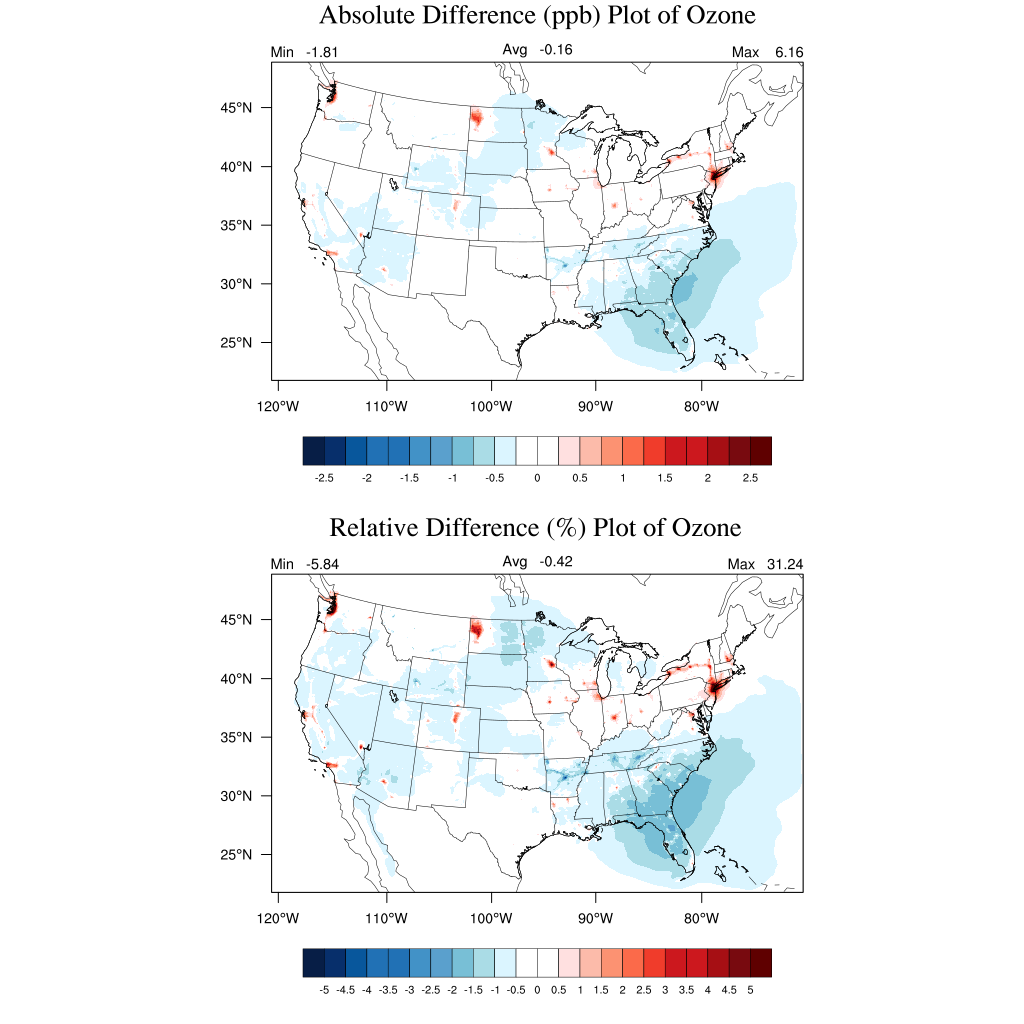 Absolute Difference (ppb) Plot of Ozone
Min -1.81 Avg -0.16 Max 6.16
45°N
40°N
35°N
30°N
25°N
120°W 110°W 100°W 90°W 80°W
-2.5 -2 -1.5 -1 -0.5 0 0.5 1 1.5 2 2.5
Relative Difference (%) Plot of Ozone
Min -5.84 Avg -0.42 Max 31.24
45°N
40°N
35°N
30°N
25°N
120°W 110°W 100°W 90°W 80°W
-5 -4.5 -4 -3.5 -3 -2.5 -2 -1.5 -1 -0.5 0 0.5 1 1.5 2 2.5 3 3.5 4 4.5 5